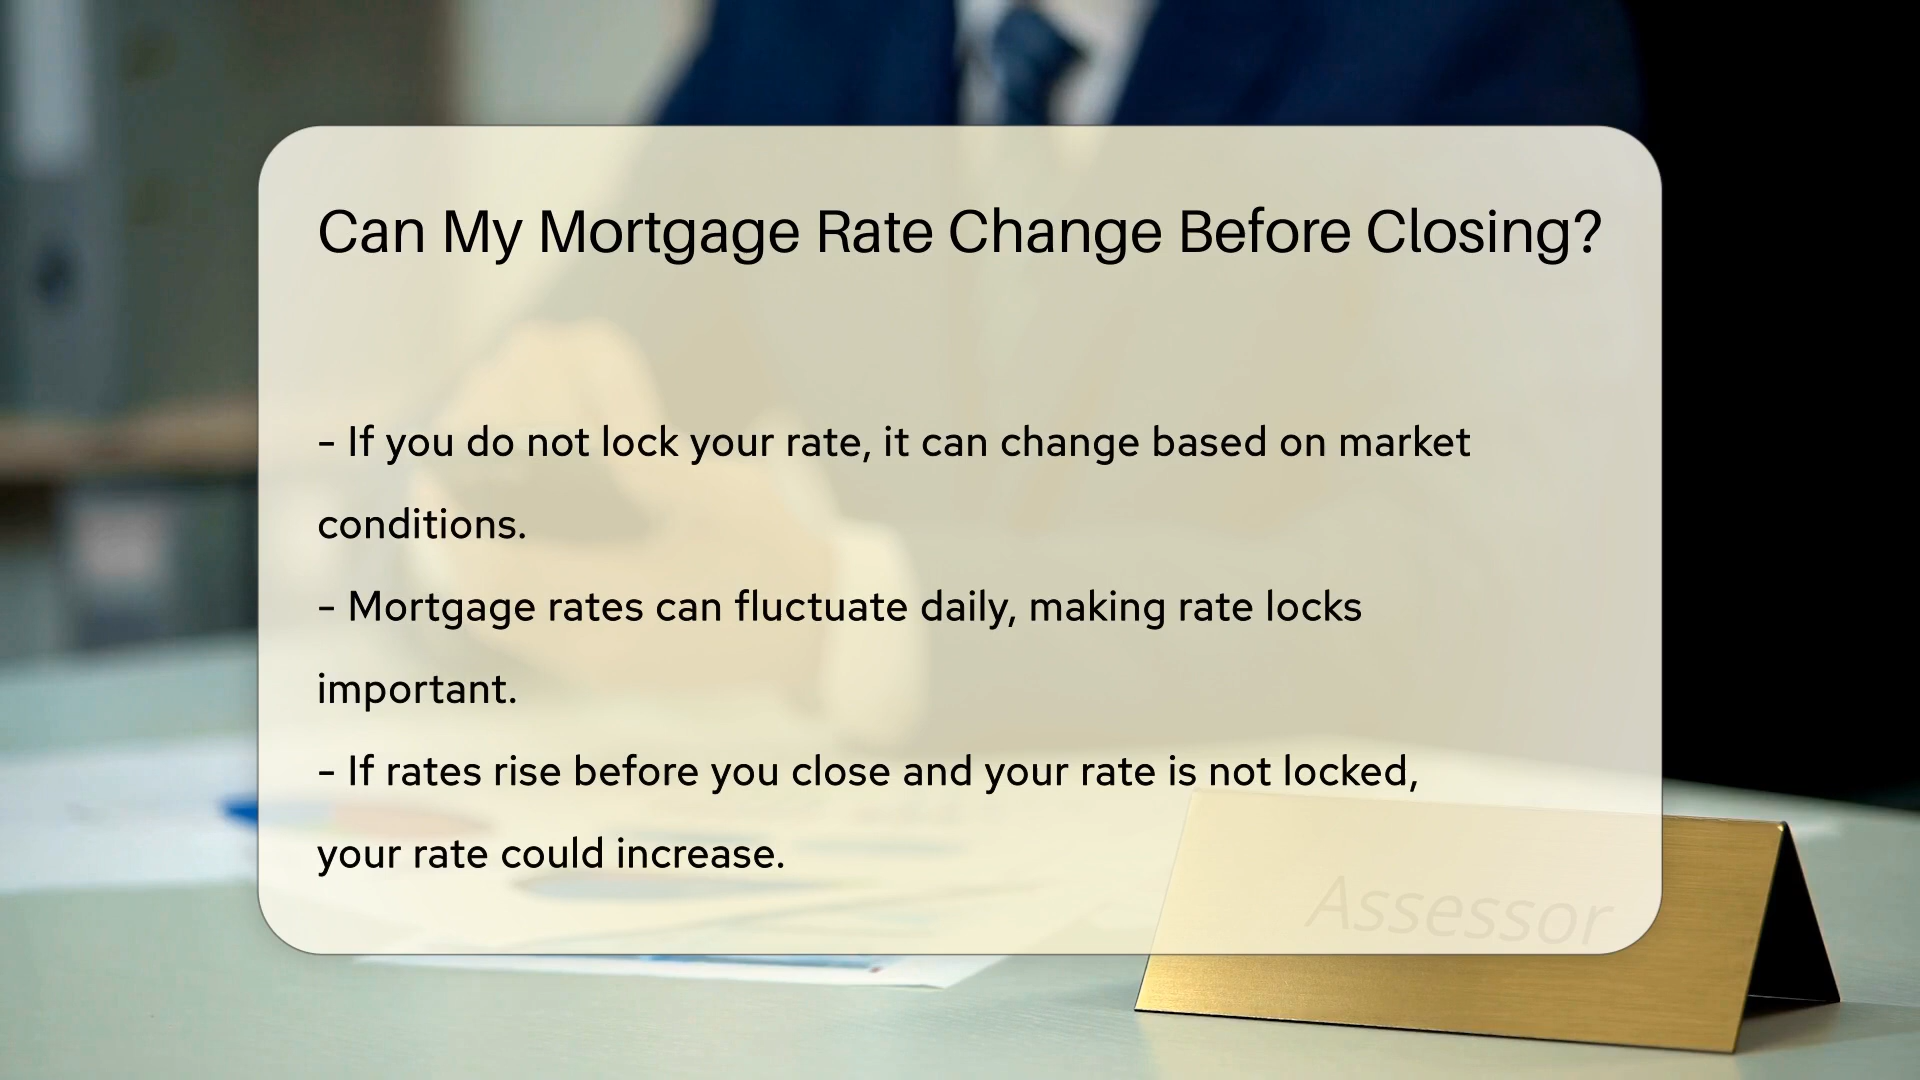 Can My Mortgage Rate Change Before Closing?
– If you do not lock your rate, it can change based on market
conditions.
– Mortgage rates can fluctuate daily, making rate locks
important.
– If rates rise before you close and your rate is not locked,
your rate could increase.
Assessor